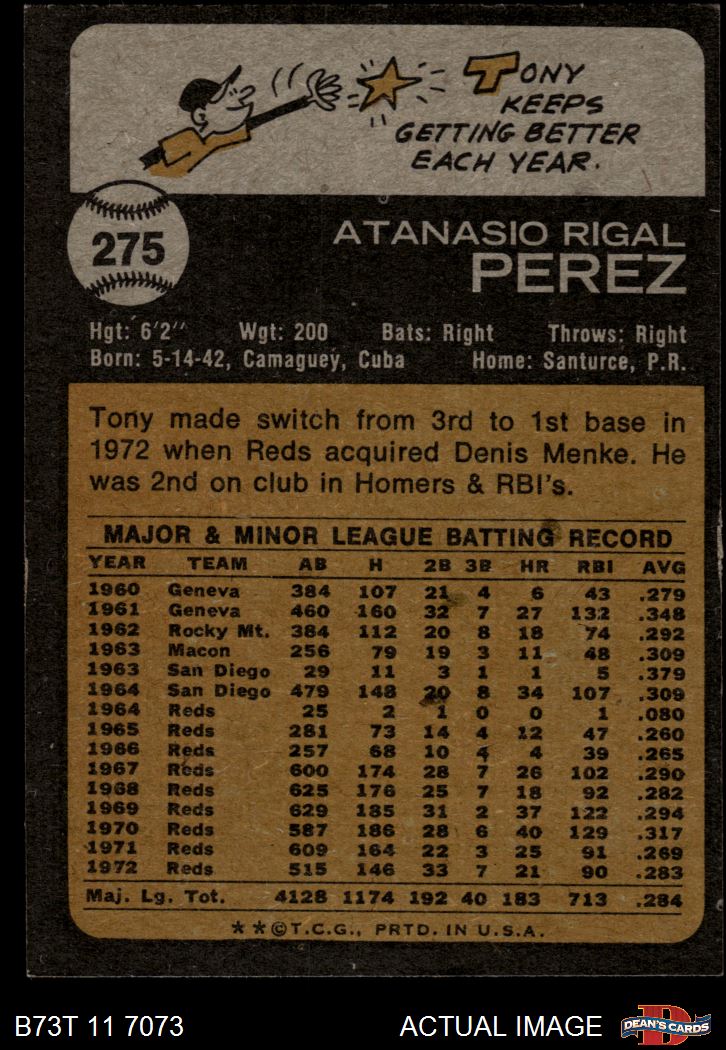 TONY
KEEPS
GETTING BETTER
EACH YEAR.
275
ATANASIO RIGAL
PEREZ
Hgt: 6'2" Wgt: 200 Bats: Right Throws: Right
Born: 5-14-42, Camaguey, Cuba Home: Santurce, P.R.
Tony made switch from 3rd to 1st base in
1972 when Reds acquired Denis Menke. He
was 2nd on club in Homers & RBI's.
MAJOR & MINOR LEAGUE BATTING RECORD
YEAR TEAM AB H 2B 3B HR RBI AVG
1960 Geneva 384 107 21 4 6 43 .279
1961 Geneva 460 160 32 7 27 132 .348
1962 Rocky Mt. 384 112 20 8 18 74 .292
1963 Macon 256 79 19 3 11 48 .309
1963 San Diego 29 11 3 1 1 5 .379
1964 San Diego 479 148 20 8 34 107 .309
1964 Reds 25 2 1 0 0 1 .080
1965 Reds 281 73 14 4 12 47 .260
1966 Reds 257 68 10 4 4 39 .265
1967 Reds 600 174 28 7 26 102 .290
1968 Reds 625 176 25 7 18 92 .282
1969 Reds 629 185 31 2 37 122 .294
1970 Reds 587 186 28 6 40 129 .317
1971 Reds 609 164 22 3 25 91 .269
1972 Reds 515 146 33 7 21 90 .283
Maj. Lg. Tot. 4128 1174 192 40 183 713 .284
**©T.C.G., PRTD. IN U.S.A.
B73T 11 7073 ACTUAL IMAGE D DEAN'S CARDS